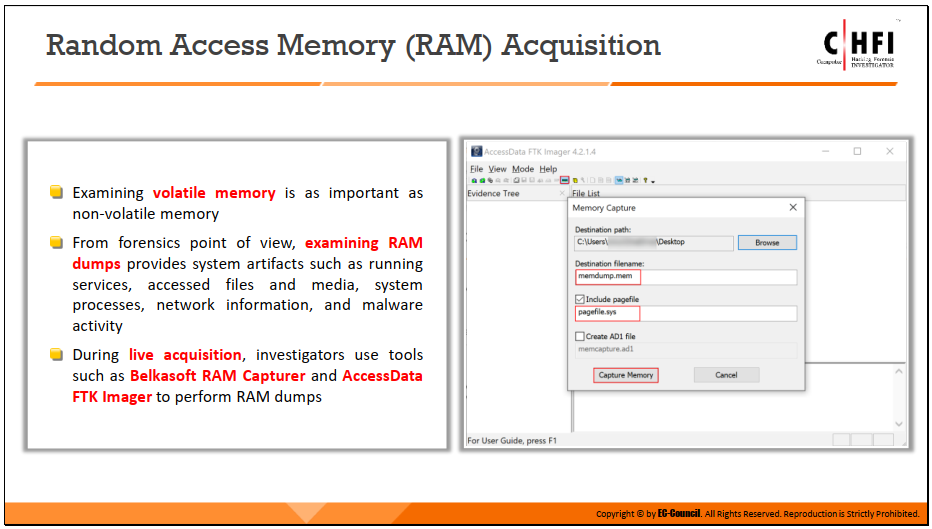 Random Access Memory (RAM) Acquisition
C HFI
Computer Hacking Forensic
INVESTIGATOR
Examining volatile memory is as important as
non-volatile memory
From forensics point of view, examining RAM
dumps provides system artifacts such as running
services, accessed files and media, system
processes, network information, and malware
activity
During live acquisition, investigators use tools
such as Belkasoft RAM Capturer and AccessData
FTK Imager to perform RAM dumps
AccessData FTK Imager 4.2.1.4
File View Mode Help
Evidence Tree
File List
Memory Capture
Destination path:
C:\Users\ \Desktop
Browse
Destination filename:
memdump.mem
Include pagefile
pagefile.sys
Create AD1 file
memcapture.ad1
Capture Memory
Cancel
For User Guide, press F1
Copyright © by EC-Council. All Rights Reserved. Reproduction is Strictly Prohibited.